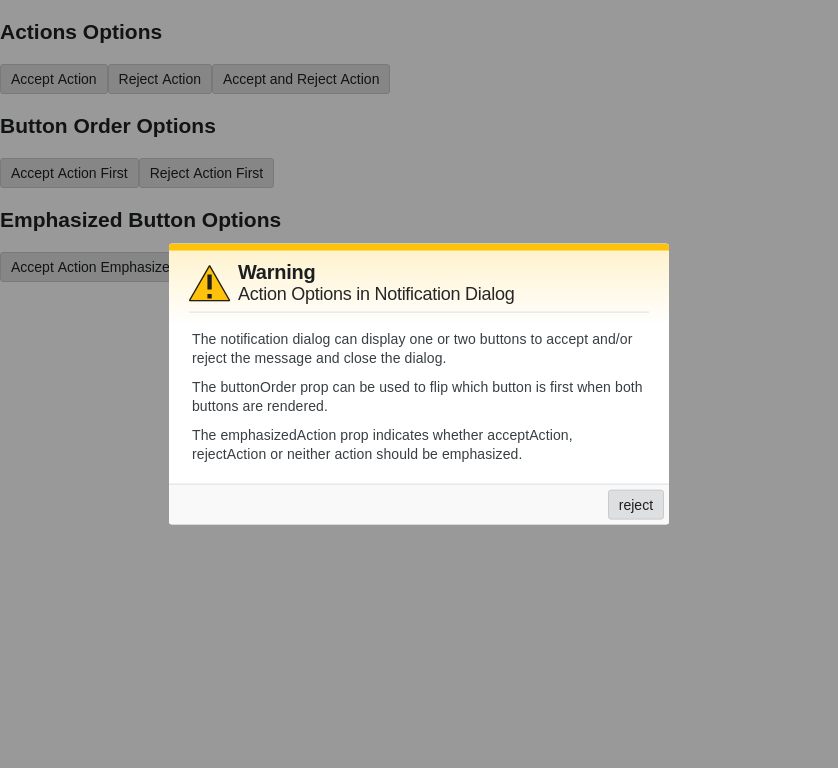 Actions Options
Accept Action Reject Action Accept and Reject Action
Button Order Options
Accept Action First Reject Action First
Emphasized Button Options
Accept Action
Warning
Action Options in Notification Dialog
The notification dialog can display one or two buttons to accept and/or
reject the message and close the dialog.
The buttonOrder prop can be used to flip which button is first when both
buttons are rendered.
The emphasizedAction prop indicates whether acceptAction,
rejectAction or neither action should be emphasized.
reject